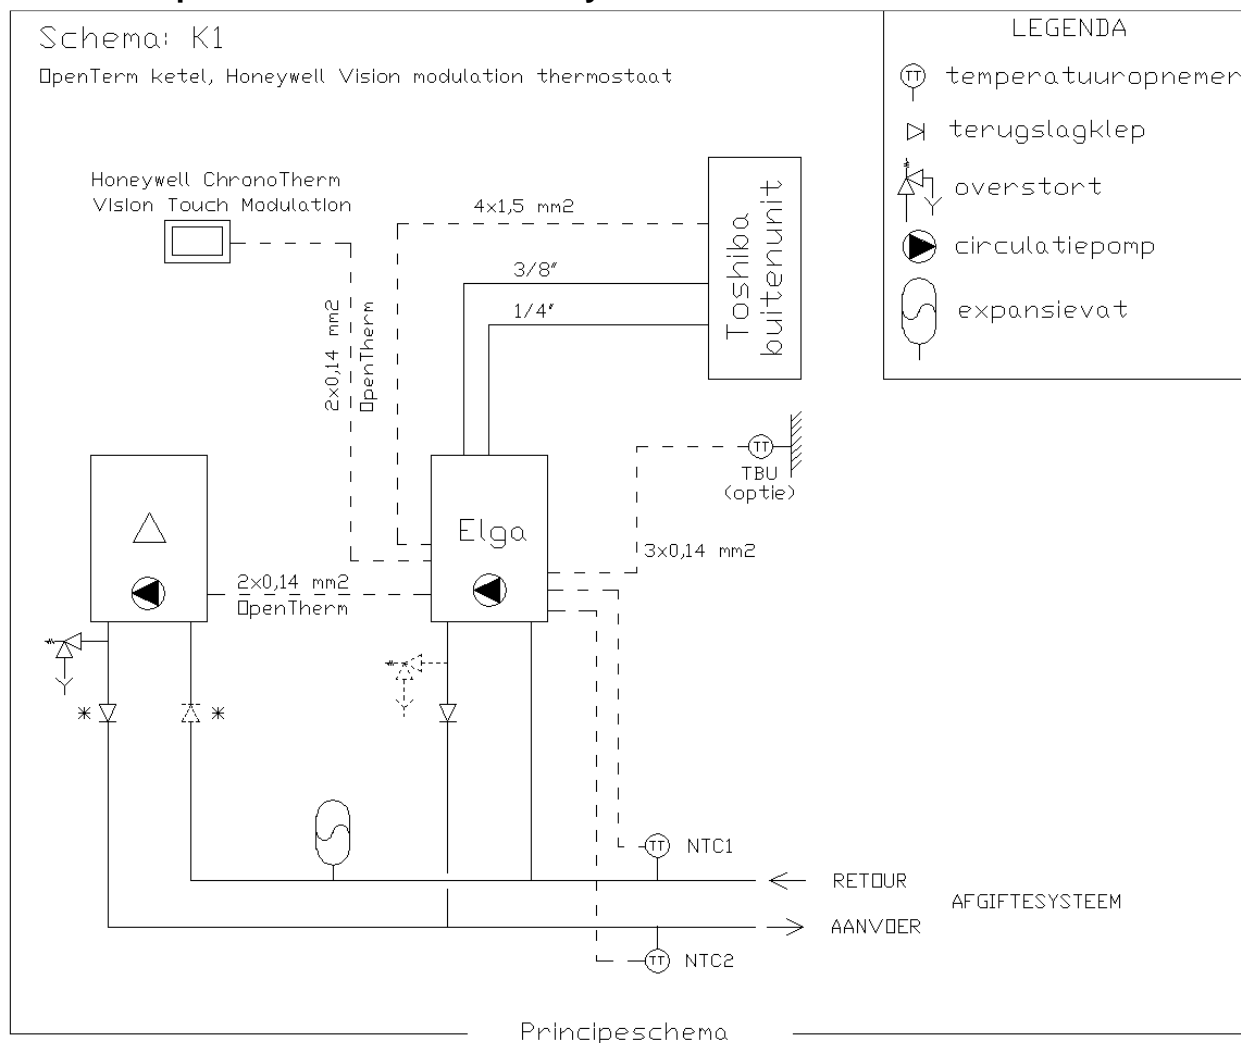 Schema: K1
OpenTerm ketel, Honeywell Vision modulation thermostaat
LEGENDA
TT temperatuuropnemer
terugslagklep
overstort
circulatiepomp
expansievat
Honeywell ChronoTherm
Vision Touch Modulation
4x1,5 mm2
3/8"
1/4"
Toshiba
buitenunit
2x0,14 mm2
OpenTherm
TT
TBU
(optie)
Elga
3x0,14 mm2
2x0,14 mm2
OpenTherm
*
*
TT NTC1
RETOUR
AFGIFTESYSTEEM
AANVOER
TT NTC2
Principeschema